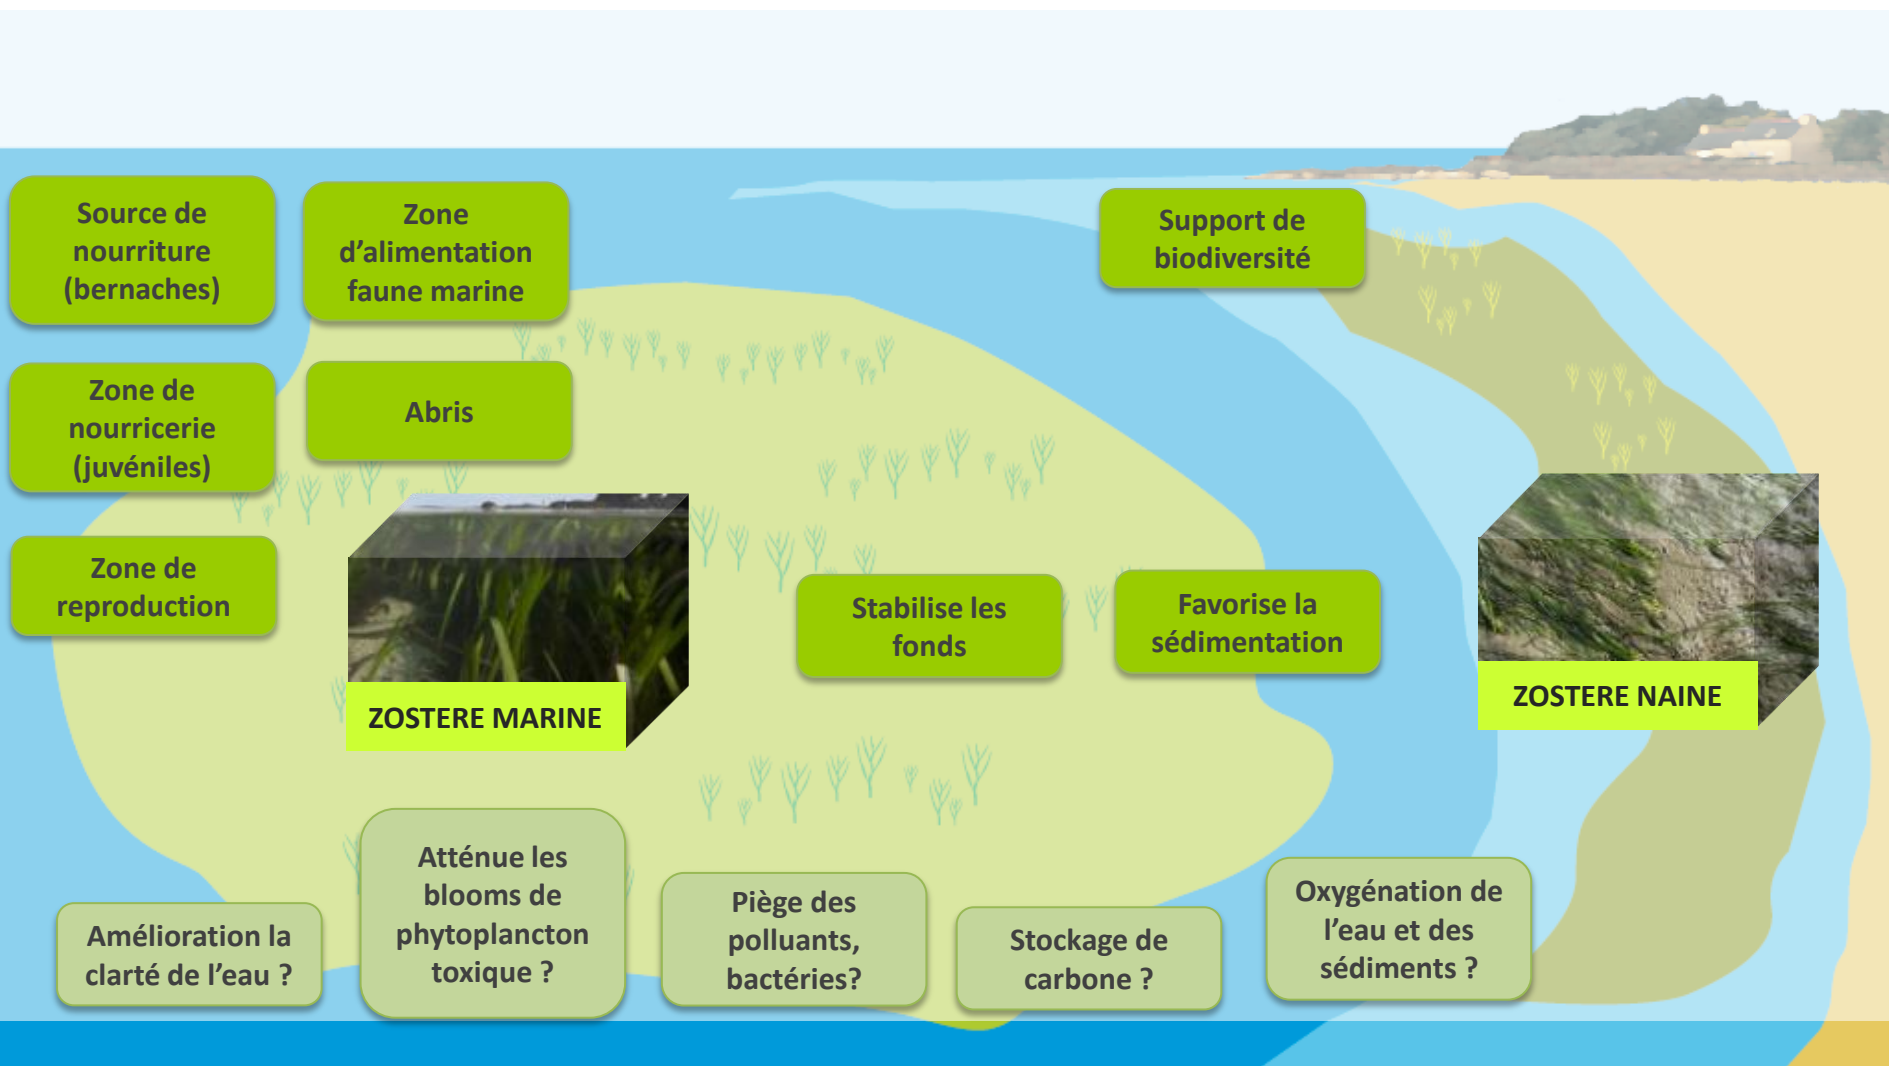 Source de
nourriture
(bernaches)
Zone
d’alimentation
faune marine
Support de
biodiversité
Zone de
nourricerie
(juvéniles)
Abris
Zone de
reproduction
Stabilise les
fonds
Favorise la
sédimentation
ZOSTERE MARINE
ZOSTERE NAINE
Amélioration la
clarté de l’eau ?
Atténue les
blooms de
phytoplancton
toxique ?
Piège des
polluants,
bactéries?
Stockage de
carbone ?
Oxygénation de
l’eau et des
sédiments ?